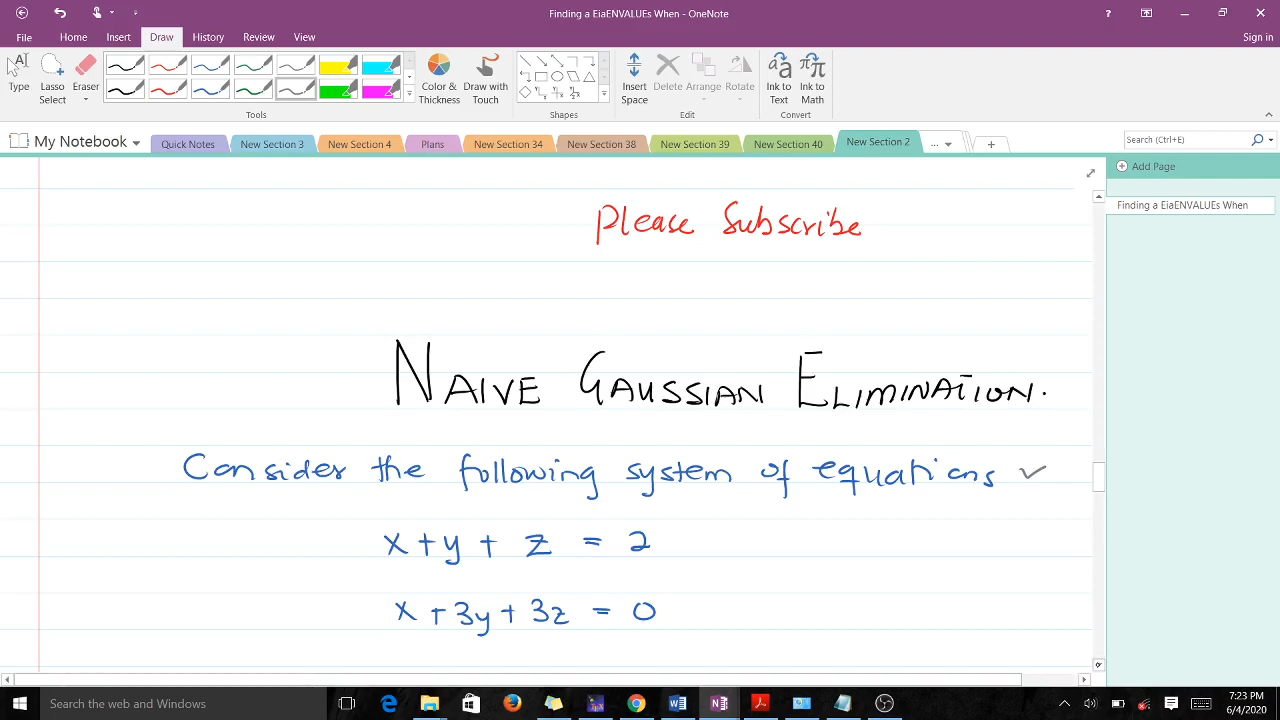 Finding a EiaENVALUEs When - OneNote
File Home Insert Draw History Review View Sign in
Type Lasso Select Eraser Color & Thickness Draw with Touch Insert Space Delete Arrange Rotate Ink to Text Ink to Math
Tools Shapes Edit Convert
My Notebook Quick Notes New Section 3 New Section 4 Plans New Section 34 New Section 38 New Section 39 New Section 40 New Section 2 ... Search (Ctrl+E)
Add Page
Finding a EiaENVALUEs When
Please Subscribe
NAIVE GAUSSIAN ELIMINATION.
Consider the following system of equations ✓
x + y + z = 2
x + 3y + 3z = 0
Search the web and Windows
7:23 PM
6/4/2020